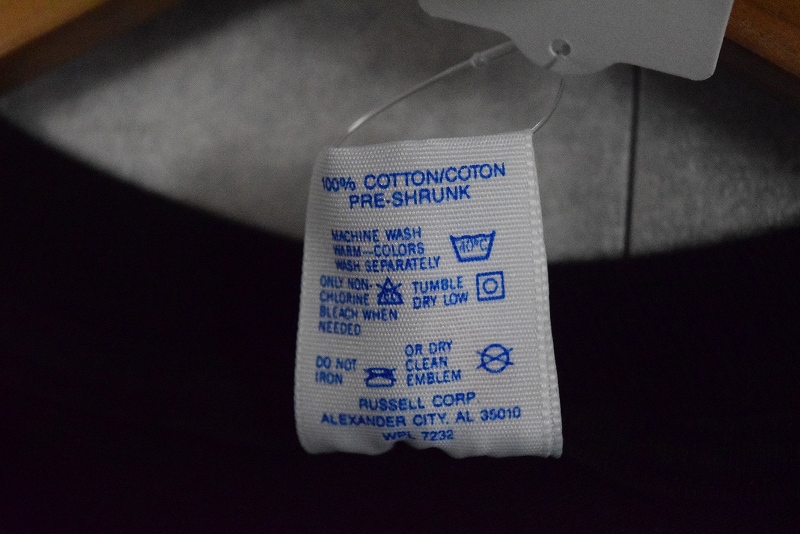 100% COTTON/COTON
PRE-SHRUNK
MACHINE WASH
WARM-COLORS
WASH SEPARATELY
40°C
ONLY NON-
CHLORINE
BLEACH WHEN
NEEDED
CL
TUMBLE
DRY LOW
DO NOT
IRON
OR DRY
CLEAN
EMBLEM
RUSSELL CORP
ALEXANDER CITY, AL 35010
WPL 7232